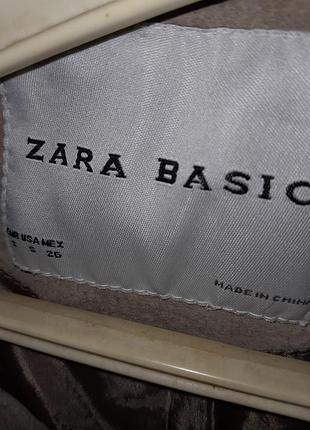 ZARA BASIC
EUR USA MEX
S S 26
MADE IN CHINA